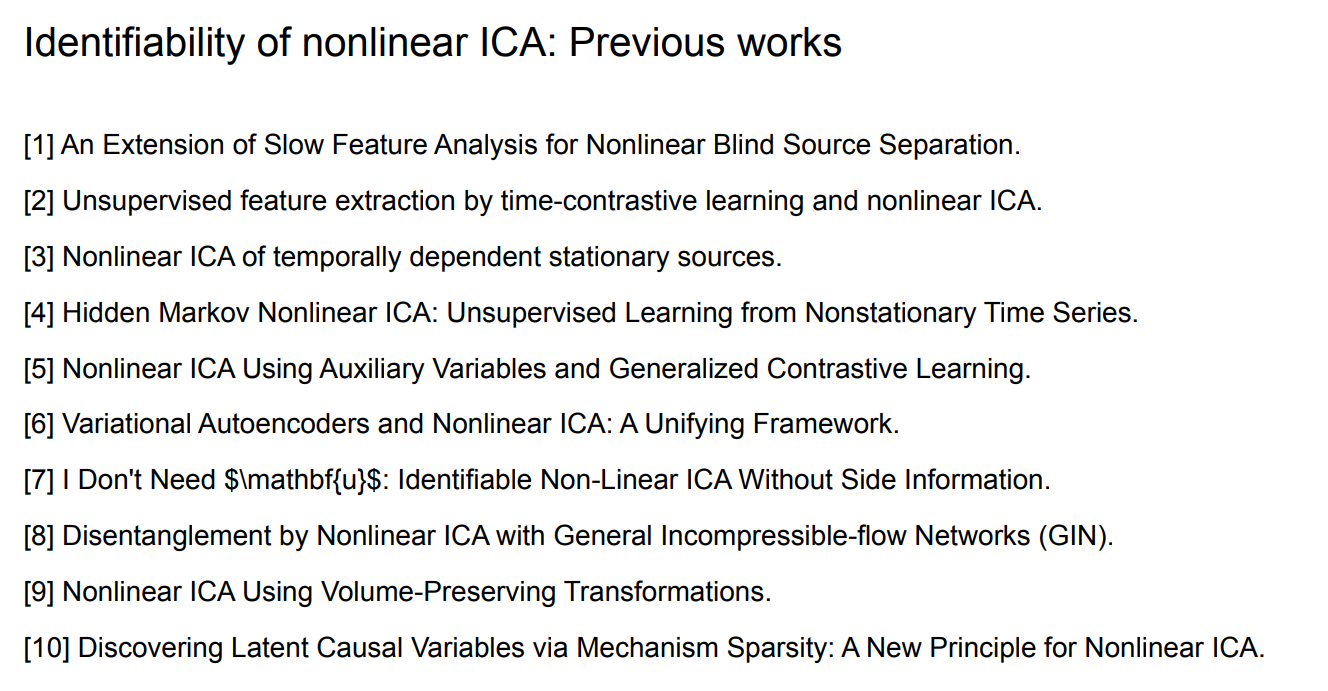 Identifiability of nonlinear ICA: Previous works
[1] An Extension of Slow Feature Analysis for Nonlinear Blind Source Separation.
[2] Unsupervised feature extraction by time-contrastive learning and nonlinear ICA.
[3] Nonlinear ICA of temporally dependent stationary sources.
[4] Hidden Markov Nonlinear ICA: Unsupervised Learning from Nonstationary Time Series.
[5] Nonlinear ICA Using Auxiliary Variables and Generalized Contrastive Learning.
[6] Variational Autoencoders and Nonlinear ICA: A Unifying Framework.
[7] I Don't Need $\mathbf{u}$: Identifiable Non-Linear ICA Without Side Information.
[8] Disentanglement by Nonlinear ICA with General Incompressible-flow Networks (GIN).
[9] Nonlinear ICA Using Volume-Preserving Transformations.
[10] Discovering Latent Causal Variables via Mechanism Sparsity: A New Principle for Nonlinear ICA.